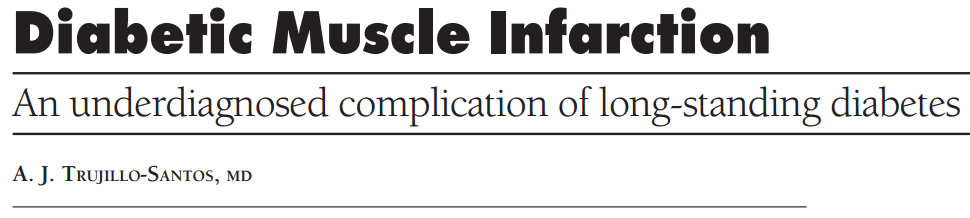 Diabetic Muscle Infarction
An underdiagnosed complication of long-standing diabetes
A. J. TRUJILLO-SANTOS, MD